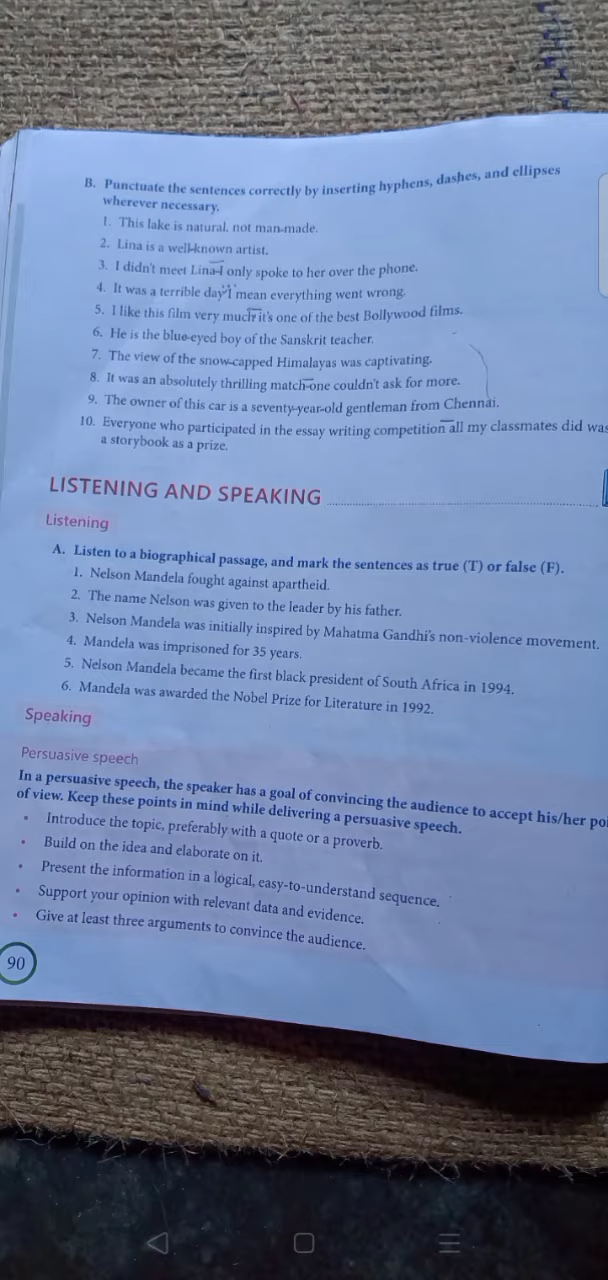 B. Punctuate the sentences correctly by inserting hyphens, dashes, and ellipses
wherever necessary.
1. This lake is natural, not man-made.
2. Lina is a well-known artist.
3. I didn't meet Lina—I only spoke to her over the phone.
4. It was a terrible day...I mean everything went wrong.
5. I like this film very much—it's one of the best Bollywood films.
6. He is the blue-eyed boy of the Sanskrit teacher.
7. The view of the snow-capped Himalayas was captivating.
8. It was an absolutely thrilling match—one couldn't ask for more.
9. The owner of this car is a seventy-year-old gentleman from Chennai.
10. Everyone who participated in the essay writing competition—all my classmates did
a storybook as a prize.
LISTENING AND SPEAKING
Listening
A. Listen to a biographical passage, and mark the sentences as true (T) or false (F).
1. Nelson Mandela fought against apartheid.
2. The name Nelson was given to the leader by his father.
3. Nelson Mandela was initially inspired by Mahatma Gandhi's non-violence movement.
4. Mandela was imprisoned for 35 years.
5. Nelson Mandela became the first black president of South Africa in 1994.
6. Mandela was awarded the Nobel Prize for Literature in 1992.
Speaking
Persuasive speech
In a persuasive speech, the speaker has a goal of convincing the audience to accept his/her
of view. Keep these points in mind while delivering a persuasive speech.
• Introduce the topic, preferably with a quote or a proverb.
• Build on the idea and elaborate on it.
• Present the information in a logical, easy-to-understand sequence.
• Support your opinion with relevant data and evidence.
• Give at least three arguments to convince the audience.
90